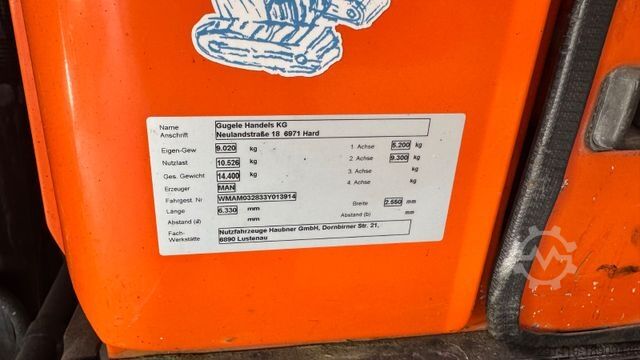 Name Gugele Handels KG
Anschrift Neulandstraße 18 6971 Hard
Eigen-Gew 9.020 kg 1. Achse 5.200 kg
Nutzlast 10.526 kg 2. Achse 9.300 kg
Ges. Gewicht 14.400 kg 3. Achse kg
Erzeuger MAN 4. Achse kg
Fahrgest. Nr WMAM032833Y013914
Länge 6.330 mm Breite 2.550 mm
Abstand (a) mm Abstand (b) mm
Fach- Nutzfahrzeuge Haubner GmbH, Dornbirner Str. 21,
Werkstätte 6890 Lustenau